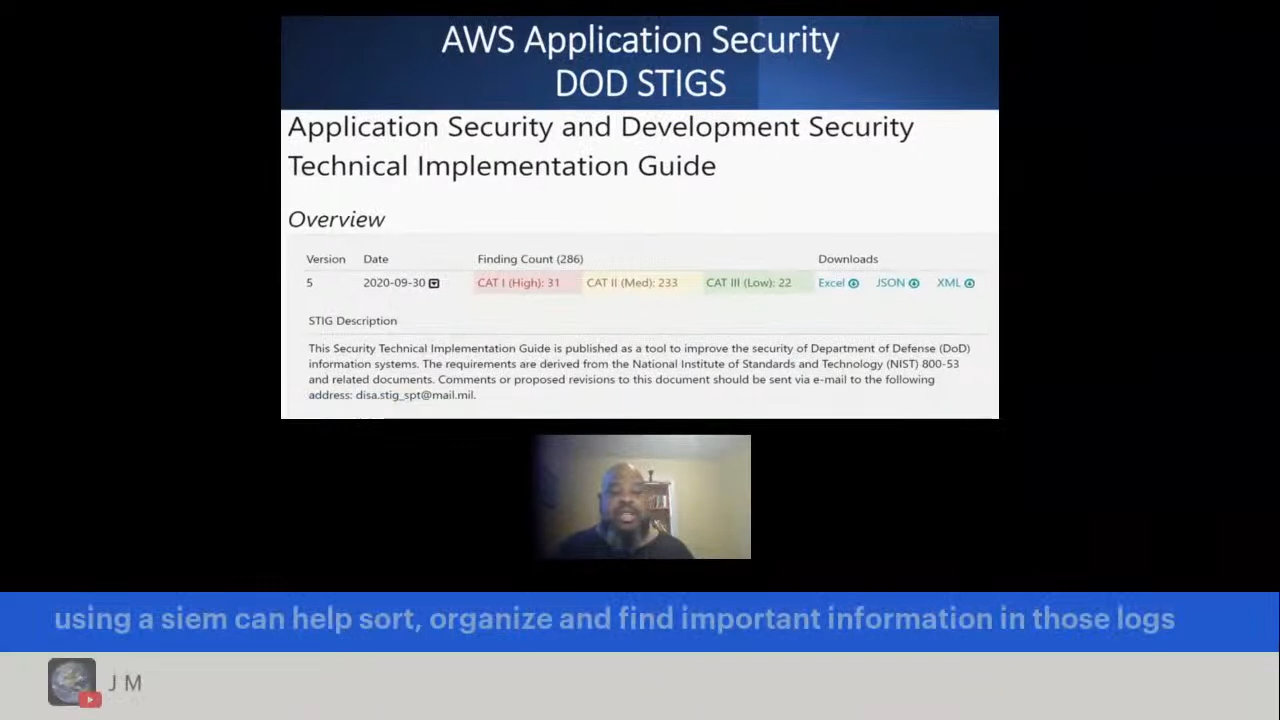 AWS Application Security
DOD STIGS
Application Security and Development Security
Technical Implementation Guide
Overview
Version Date Finding Count (286) Downloads
5 2020-09-30 CAT I (High): 31 CAT II (Med): 233 CAT III (Low): 22 Excel JSON XML
STIG Description
This Security Technical Implementation Guide is published as a tool to improve the security of Department of Defense (DoD)
information systems. The requirements are derived from the National Institute of Standards and Technology (NIST) 800-53
and related documents. Comments or proposed revisions to this document should be sent via e-mail to the following
address: disa.stig_spt@mail.mil.
using a siem can help sort, organize and find important information in those logs
J M